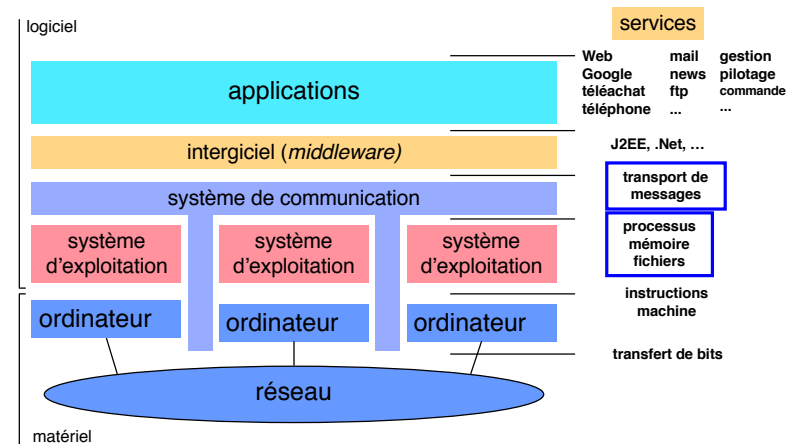 logiciel
services
Web mail gestion
Google news pilotage
téléachat ftp commande
téléphone ... ...
applications
J2EE, .Net, …
intergiciel (middleware)
transport de
messages
système de communication
processus
mémoire
fichiers
système système système
d'exploitation d'exploitation d'exploitation
instructions
machine
ordinateur ordinateur ordinateur
transfert de bits
réseau
matériel